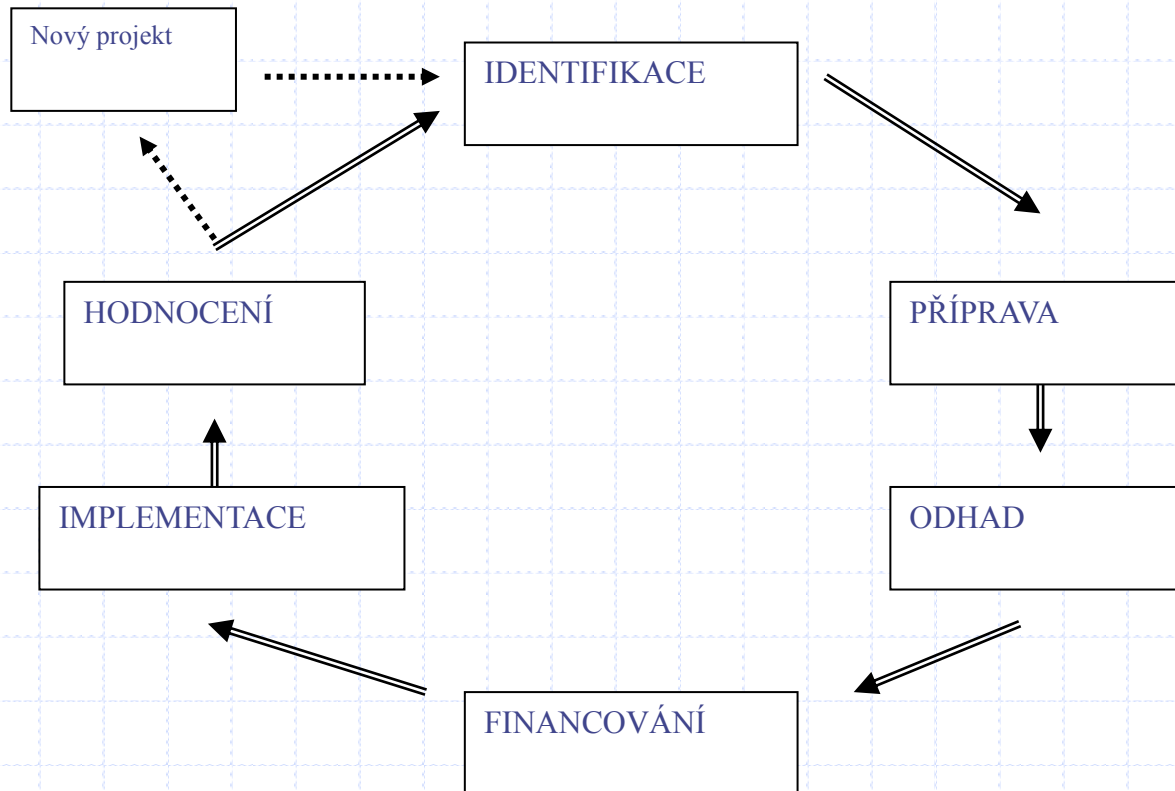 Nový projekt
IDENTIFIKACE
HODNOCENÍ
PŘÍPRAVA
IMPLEMENTACE
ODHAD
FINANCOVÁNÍ